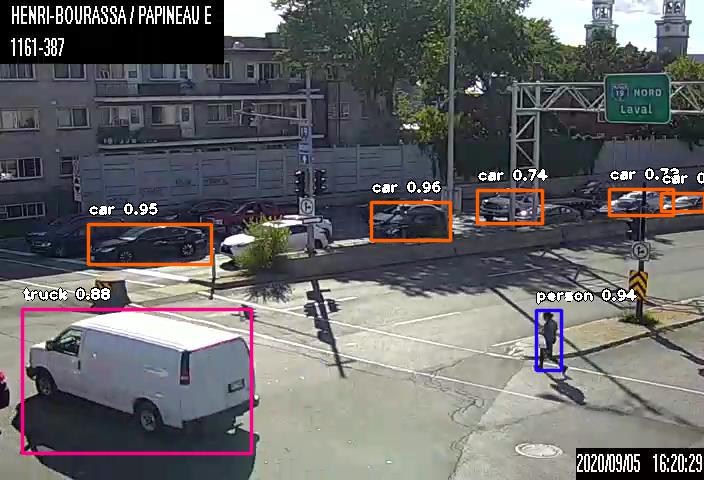 HENRI-BOURASSA / PAPINEAU E
1161-387
19 NORD
Laval
car 0.74
car 0.73
car 0.96
car 0.95
truck 0.88
person 0.94
2020/09/05 16:20:29